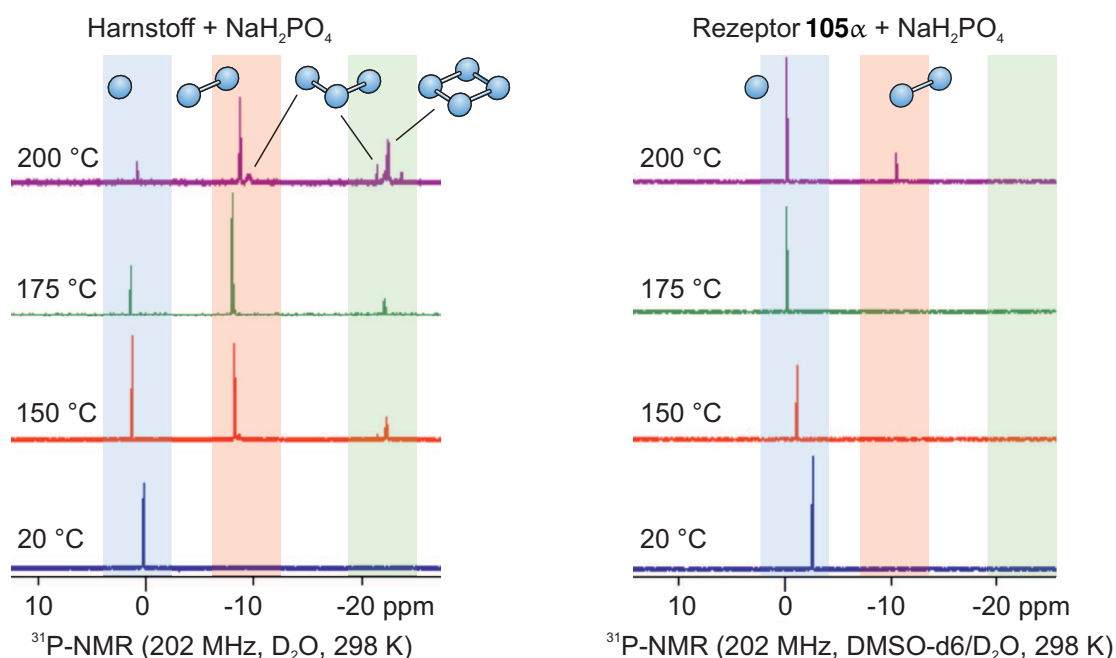 Harnstoff + NaH₂PO₄
200 °C
175 °C
150 °C
20 °C
10 0 -10 -20 ppm
³¹P-NMR (202 MHz, D₂O, 298 K)
Rezeptor 105α + NaH₂PO₄
200 °C
175 °C
150 °C
20 °C
10 0 -10 -20 ppm
³¹P-NMR (202 MHz, DMSO-d6/D₂O, 298 K)